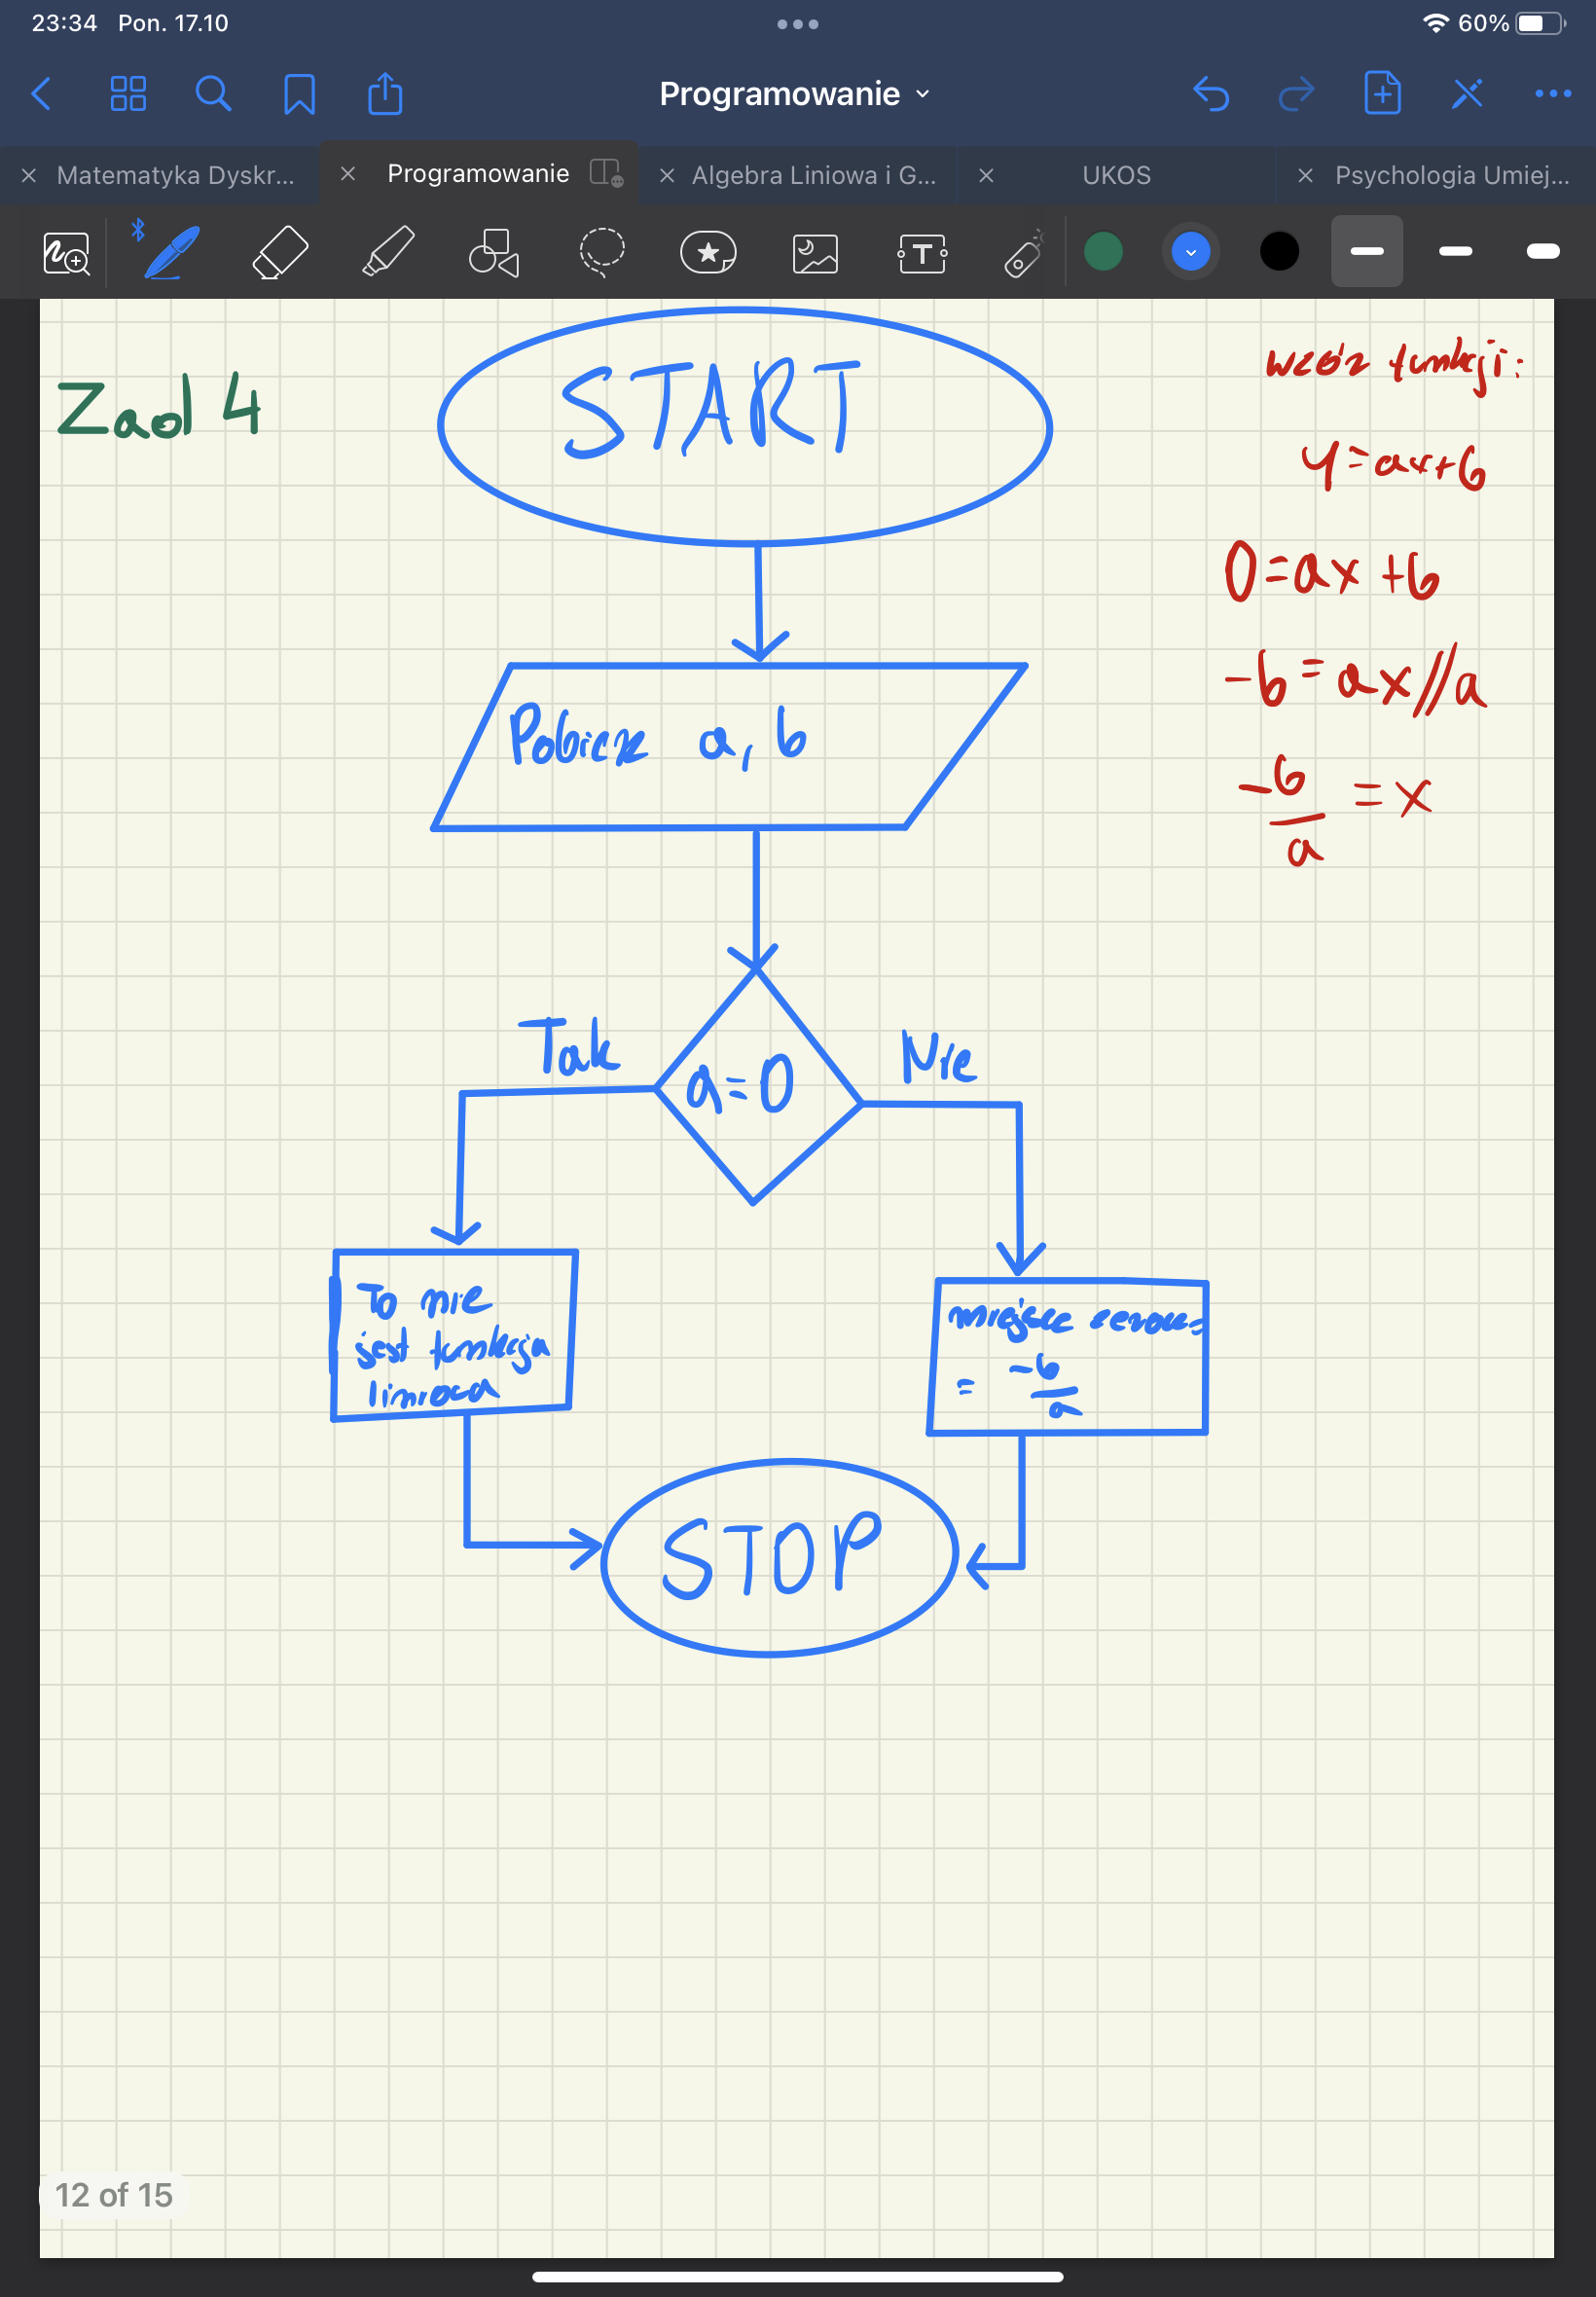 23:34 Pon. 17.10
60%
Programowanie
Matematyka Dyskr...
Programowanie
Algebra Liniowa i G...
UKOS
Psychologia Umiej...
Zad 4
START
wzór funkcji:
y=ax+b
0=ax+b
-b=ax//a
-b/a = x
Pobierz a, b
Tak
a=0
Nie
To nie
jest funkcja
liniowa
miejsce zerowe=
= -b/a
STOP
12 of 15